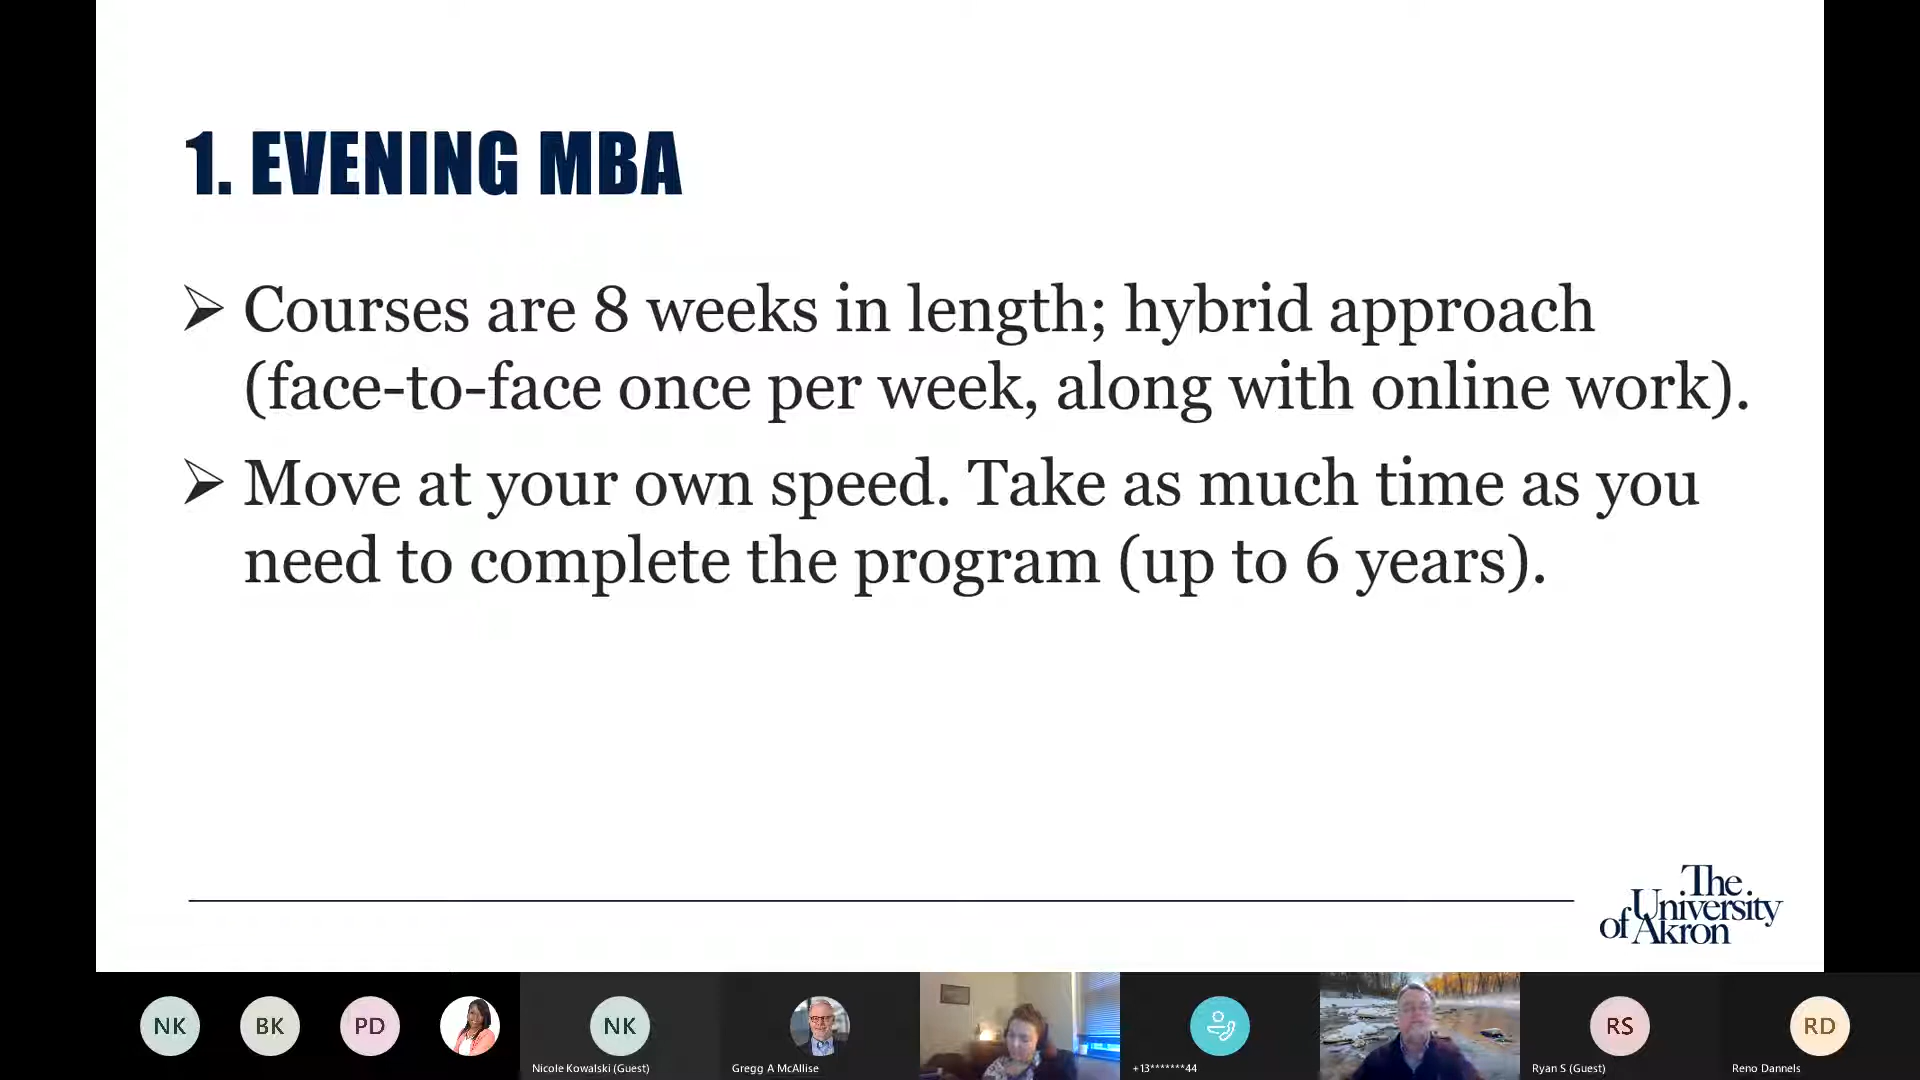 1. EVENING MBA
➢ Courses are 8 weeks in length; hybrid approach
(face-to-face once per week, along with online work).
➢ Move at your own speed. Take as much time as you
need to complete the program (up to 6 years).
The
University
of Akron
NK
BK
PD
NK
RS
RD
Nicole Kowalski (Guest)
Gregg A McAllise
+13*******44
Ryan S (Guest)
Reno Dannels